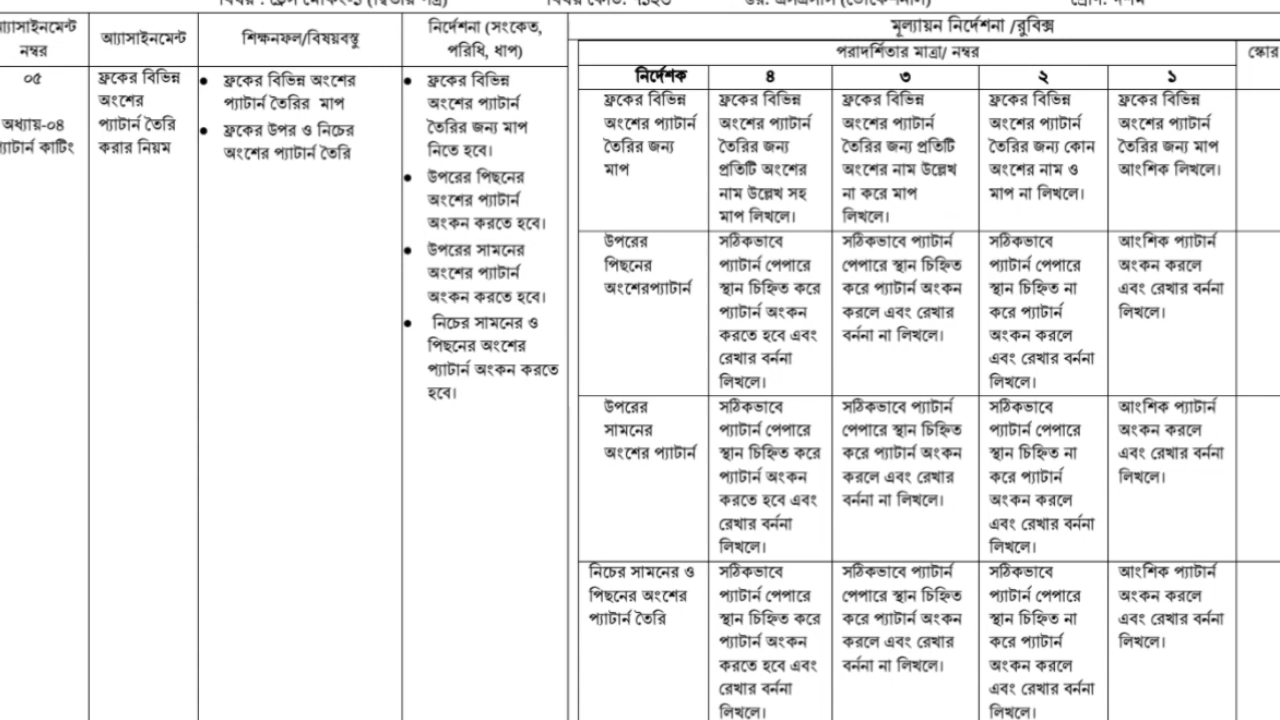 (দ্বিতীয় পত্র)
স্তর: এসএসসি (ভোকেশনাল)
শ্রেণি: দশম
নম্বর
অ্যাসাইনমেন্ট
শিক্ষনফল/বিষয়বস্তু
নির্দেশনা (সংকেত,
পরিধি, ধাপ)
মূল্যায়ন নির্দেশনা /রুবিক্স
পরাদর্শিতার মাত্রা/ নম্বর
স্কোর
নির্দেশক
৪
৩
২
১
০৫
অধ্যায়-০৪
কাটিং
ফ্রকের বিভিন্ন
অংশের
প্যাটার্ন তৈরি
করার নিয়ম
● ফ্রকের বিভিন্ন অংশের
প্যাটার্ন তৈরির মাপ
● ফ্রকের উপর ও নিচের
অংশের প্যাটার্ন তৈরি
● ফ্রকের বিভিন্ন
অংশের প্যাটার্ন
তৈরির জন্য মাপ
নিতে হবে।
● উপরের পিছনের
অংশের প্যাটার্ন
অংকন করতে হবে।
● উপরের সামনের
অংশের প্যাটার্ন
অংকন করতে হবে।
● নিচের সামনের ও
পিছনের অংশের
প্যাটার্ন অংকন করতে
হবে।
ফ্রকের বিভিন্ন
অংশের প্যাটার্ন
তৈরির জন্য
মাপ
ফ্রকের বিভিন্ন
অংশের প্যাটার্ন
তৈরির জন্য
প্রতিটি অংশের
নাম উল্লেখ সহ
মাপ লিখলে।
ফ্রকের বিভিন্ন
অংশের প্যাটার্ন
তৈরির জন্য প্রতিটি
অংশের নাম উল্লেখ
না করে মাপ
লিখলে।
ফ্রকের বিভিন্ন
অংশের প্যাটার্ন
তৈরির জন্য কোন
অংশের নাম ও
মাপ না লিখলে।
ফ্রকের বিভিন্ন
অংশের প্যাটার্ন
তৈরির জন্য মাপ
আংশিক লিখলে।
উপরের
পিছনের
অংশেরপ্যাটার্ন
সঠিকভাবে
প্যাটার্ন পেপারে
স্থান চিহ্নিত করে
প্যাটার্ন অংকন
করতে হবে এবং
রেখার বর্ননা
লিখলে।
সঠিকভাবে প্যাটার্ন
পেপারে স্থান চিহ্নিত
করে প্যাটার্ন অংকন
করলে এবং রেখার
বর্ননা না লিখলে।
সঠিকভাবে
প্যাটার্ন পেপারে
স্থান চিহ্নিত না
করে প্যাটার্ন
অংকন করলে
এবং রেখার বর্ননা
লিখলে।
আংশিক প্যাটার্ন
অংকন করলে
এবং রেখার বর্ননা
লিখলে।
উপরের
সামনের
অংশের প্যাটার্ন
সঠিকভাবে
প্যাটার্ন পেপারে
স্থান চিহ্নিত করে
প্যাটার্ন অংকন
করতে হবে এবং
রেখার বর্ননা
লিখলে।
সঠিকভাবে প্যাটার্ন
পেপারে স্থান চিহ্নিত
করে প্যাটার্ন অংকন
করলে এবং রেখার
বর্ননা না লিখলে।
সঠিকভাবে
প্যাটার্ন পেপারে
স্থান চিহ্নিত না
করে প্যাটার্ন
অংকন করলে
এবং রেখার বর্ননা
লিখলে।
আংশিক প্যাটার্ন
অংকন করলে
এবং রেখার বর্ননা
লিখলে।
নিচের সামনের ও
পিছনের অংশের
প্যাটার্ন তৈরি
সঠিকভাবে
প্যাটার্ন পেপারে
স্থান চিহ্নিত করে
প্যাটার্ন অংকন
করতে হবে এবং
রেখার বর্ননা
লিখলে।
সঠিকভাবে প্যাটার্ন
পেপারে স্থান চিহ্নিত
করে প্যাটার্ন অংকন
করলে এবং রেখার
বর্ননা না লিখলে।
সঠিকভাবে
প্যাটার্ন পেপারে
স্থান চিহ্নিত না
করে প্যাটার্ন
অংকন করলে
এবং রেখার বর্ননা
লিখলে।
আংশিক প্যাটার্ন
অংকন করলে
এবং রেখার বর্ননা
লিখলে।